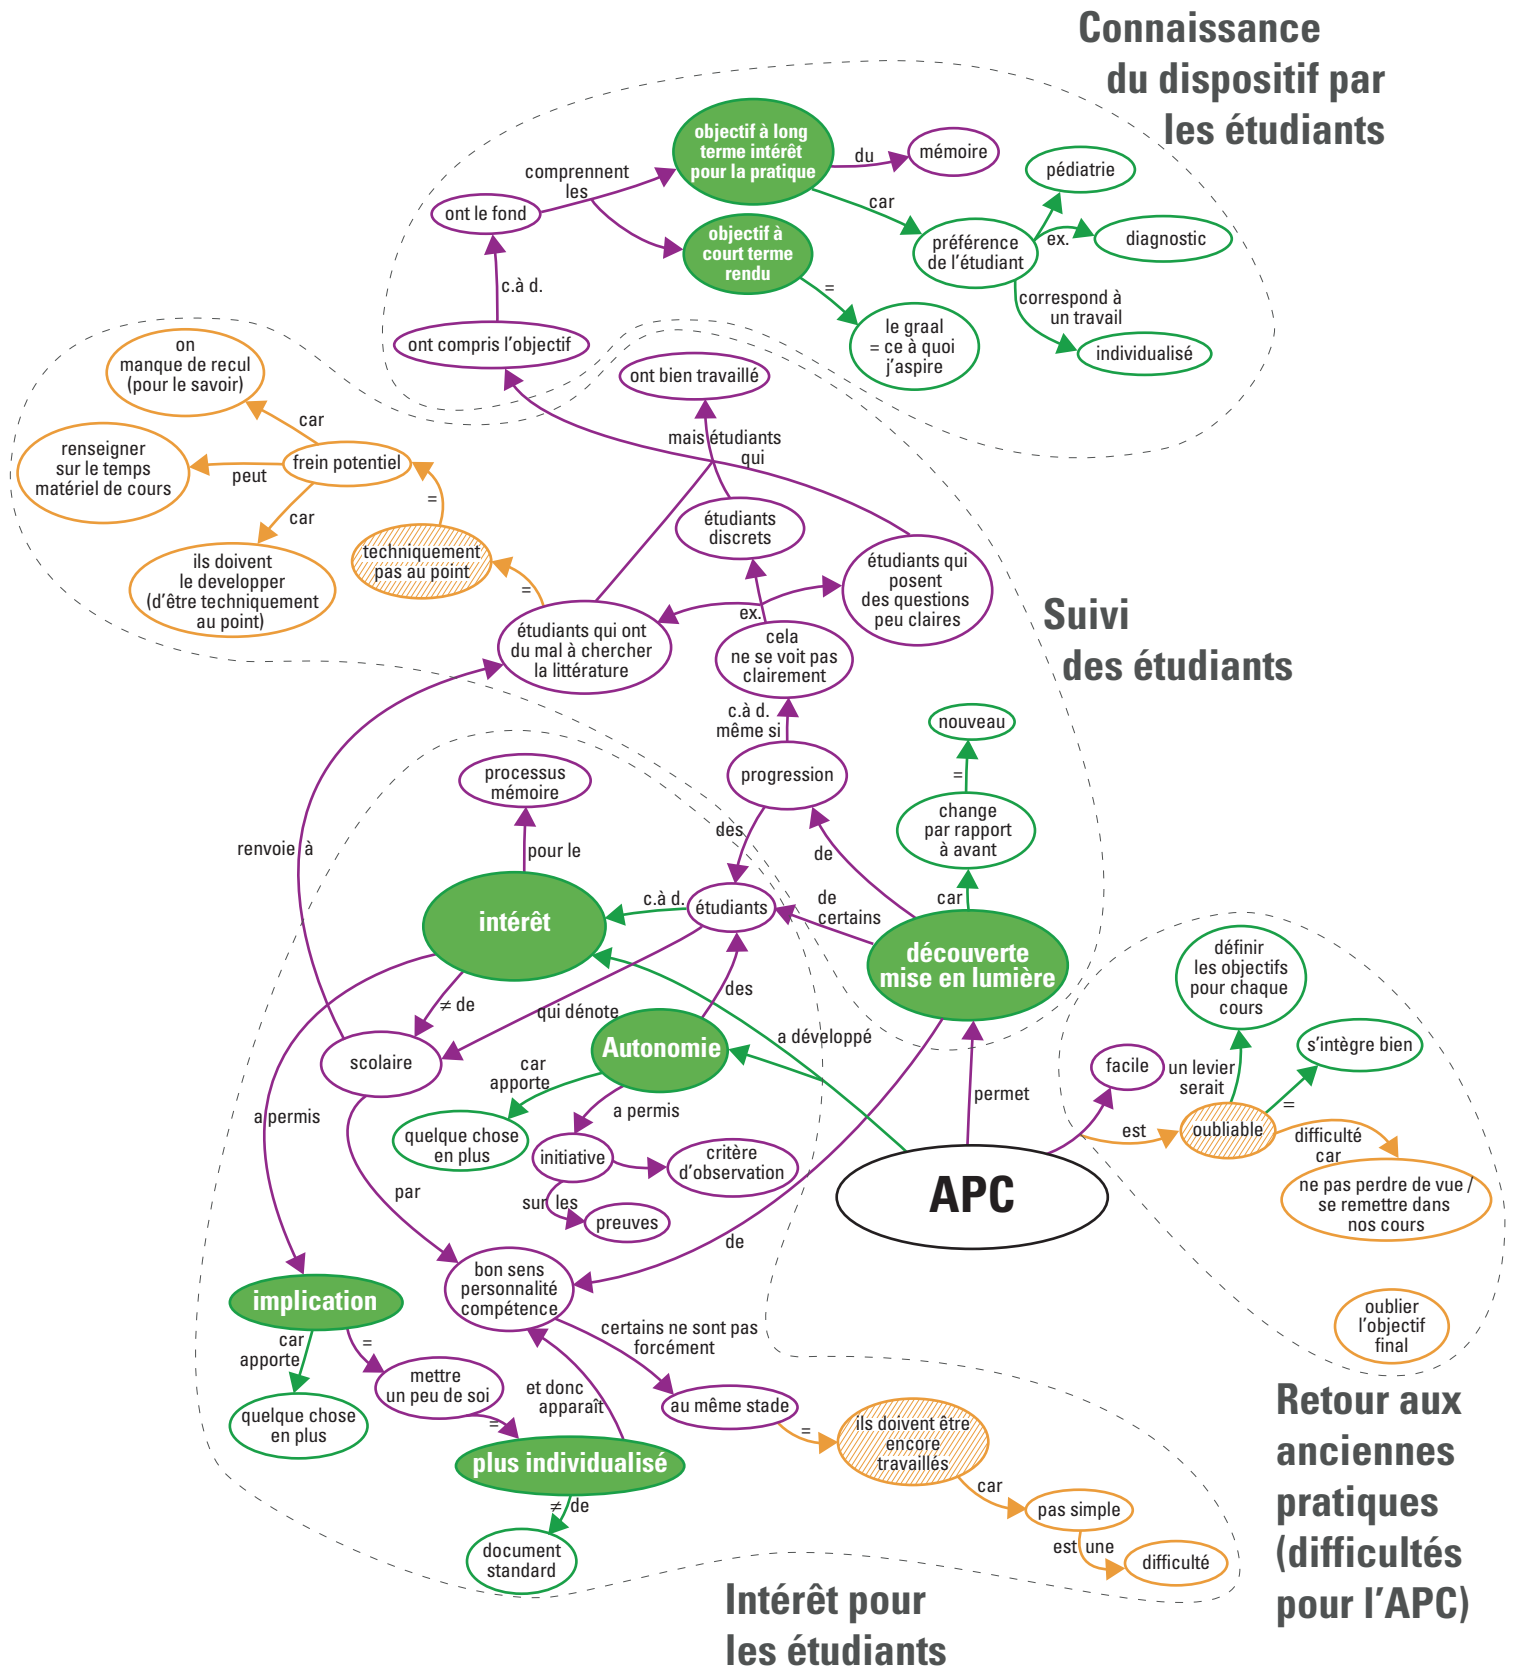 Connaissance
du dispositif par
les étudiants
objectif à long
terme intérêt
pour la pratique
du
mémoire
pédiatrie
comprennent
les
car
ont le fond
objectif à
court terme
rendu
préférence
de l'étudiant
ex.
diagnostic
c.à d.
=
correspond à
un travail
le graal
= ce à quoi
j'aspire
individualisé
ont compris l'objectif
on
manque de recul
(pour le savoir)
ont bien travaillé
car
mais étudiants
qui
renseigner
sur le temps
matériel de cours
peut
frein potentiel
=
car
étudiants
discrets
techniquement
pas au point
ils doivent
le developper
(d'être techniquement
au point)
=
étudiants qui
posent
des questions
peu claires
ex.
étudiants qui ont
du mal à chercher
la littérature
cela
ne se voit pas
clairement
Suivi
des étudiants
c.à d.
même si
nouveau
=
processus
mémoire
progression
change
par rapport
à avant
renvoie à
pour le
des
de
car
intérêt
c.à d.
étudiants
de
certains
découverte
mise en lumière
définir
les objectifs
pour chaque
cours
≠ de
des
qui dénote
a développé
s'intègre bien
scolaire
Autonomie
facile
un levier
serait
car
apporte
permet
=
a permis
a permis
est
oubliable
difficulté
car
quelque chose
en plus
initiative
critère
d'observation
par
sur les
preuves
APC
ne pas perdre de vue /
se remettre dans
nos cours
de
bon sens
personnalité
compétence
implication
oublier
l'objectif
final
car
apporte
=
certains ne sont pas
forcément
mettre
un peu de soi
et donc
apparaît
au même stade
quelque chose
en plus
=
=
ils doivent être
encore
travaillés
Retour aux
anciennes
pratiques
(difficultés
pour l'APC)
plus individualisé
car
≠ de
pas simple
est une
document
standard
difficulté
Intérêt pour
les étudiants